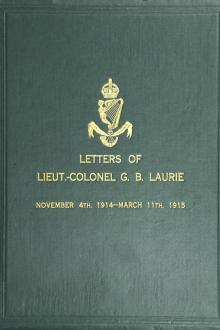 LETTERS OF
LIEUT.-COLONEL G. B. LAURIE
NOVEMBER 4TH, 1914–MARCH 11TH, 1915